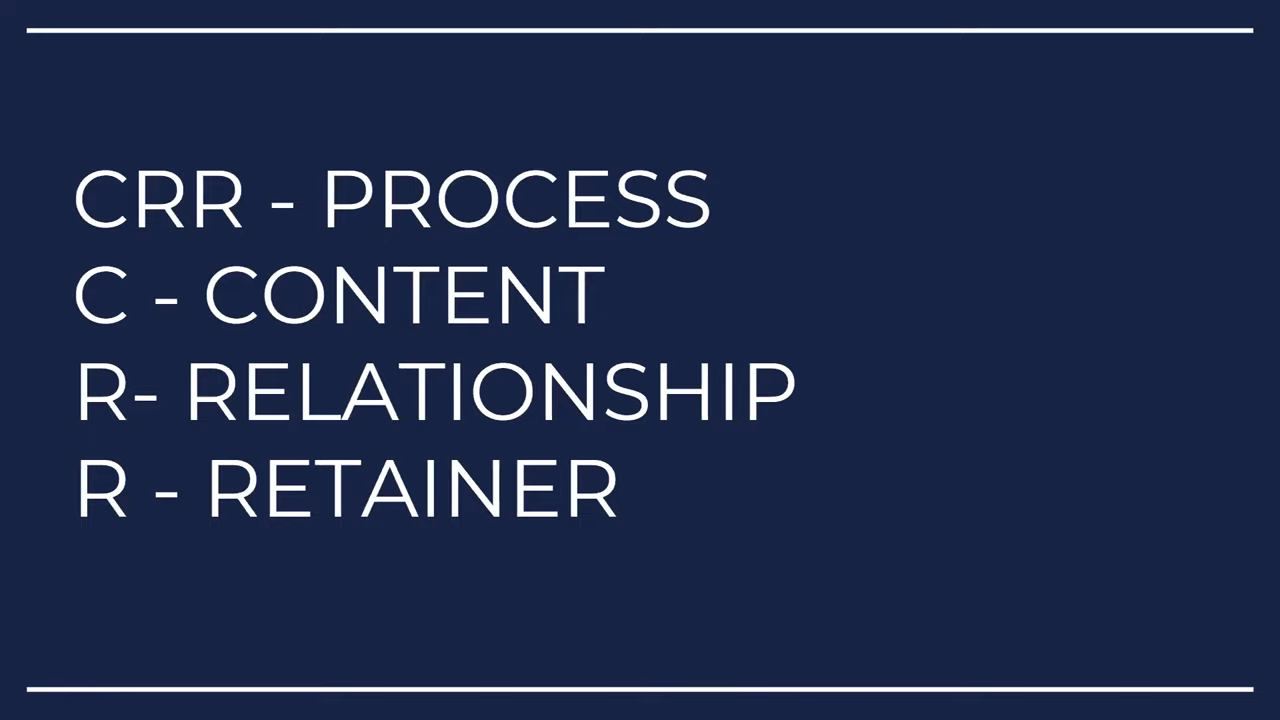 CRR - PROCESS
C - CONTENT
R- RELATIONSHIP
R - RETAINER